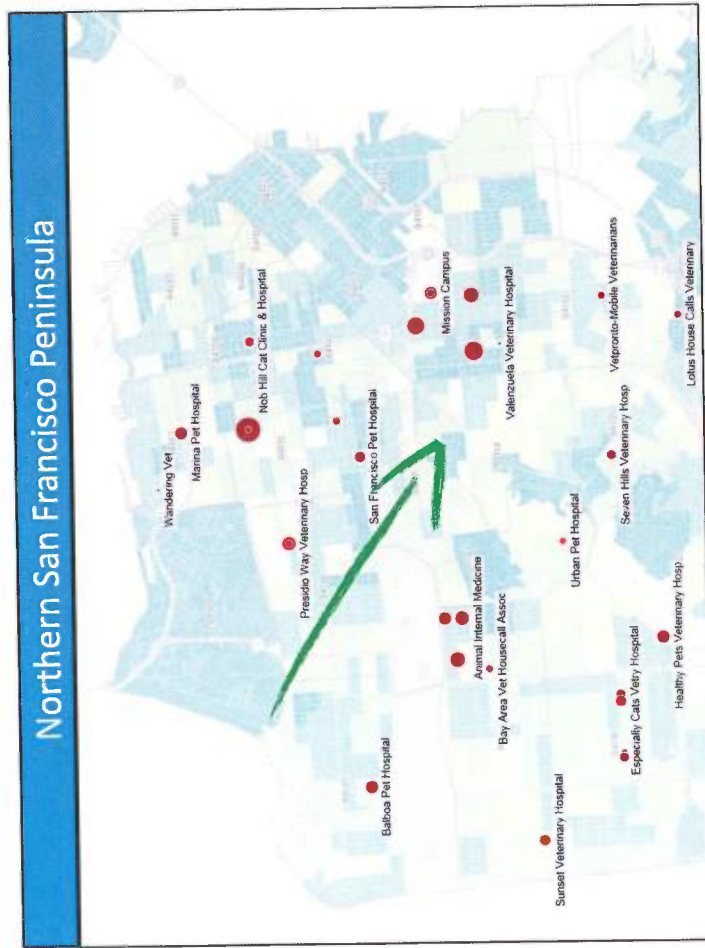 Northern San Francisco Peninsula
Wandering Vet
Marina Pet Hospital
Nob Hill Cat Clinic & Hospital
Presidio Way Veterinary Hosp
San Francisco Pet Hospital
Mission Campus
Balboa Pet Hospital
Animal Internal Medicine
Bay Area Vet Housecall Assoc
Valenzuela Veterinary Hospital
Sunset Veterinary Hospital
Urban Pet Hospital
Vetpronto-Mobile Veterinarians
Especially Cats Vetry Hospital
Seven Hills Veterinary Hosp
Healthy Pets Veterinary Hosp
Lotus House Calls Veterinary